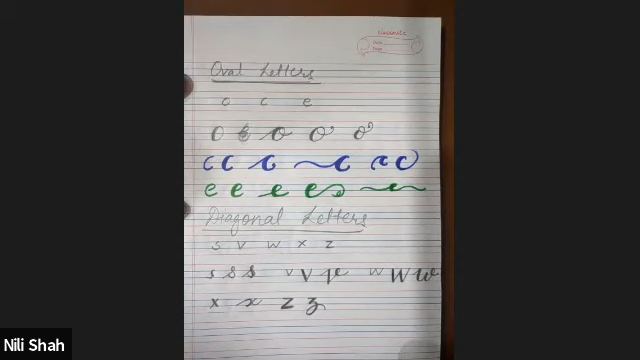 Oval Letters
o c e
o e o o o
c c c c c c
e e e e e
Diagonal Letters
s v w x z
s s s v v v w w w
x x z z
Nili Shah